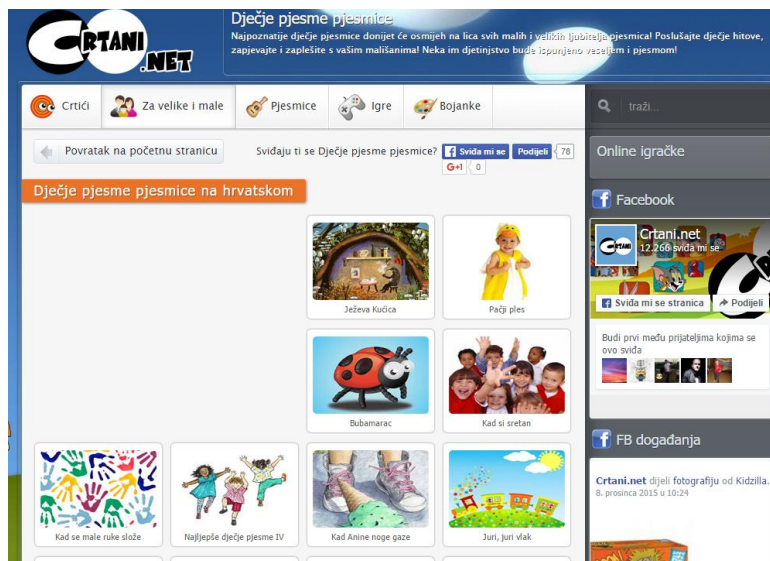 CRTANI
.NET
Dječje pjesme pjesmice
Najpoznatije dječje pjesmice donijet će osmijeh na lica svih malih i velikih ljubitelja pjesmica! Poslušajte dječje hitove,
zapjevajte i zaplešite s vašim mališanima! Neka im djetinjstvo bude ispunjeno veseljem i pjesmom!
Crtići
Za velike i male
Pjesmice
Igre
Bojanke
traži...
Povratak na početnu stranicu
Sviđaju ti se Dječje pjesme pjesmice?
Sviđa mi se
Podijeli
78
G+1
0
Online igračke
Dječje pjesme pjesmice na hrvatskom
Facebook
CRTANI
Crtani.net
12.266 sviđa mi se
Sviđa mi se stranica
Podijeli
Ježeva Kućica
Pačji ples
Budi prvi među prijateljima kojima se
ovo sviđa
Bubamarac
Kad si sretan
FB događanja
Crtani.net dijeli fotografiju od Kidzilla.
8. prosinca 2015 u 10:24
Kad se male ruke slože
Najljepše dječje pjesme IV
Kad Anine noge gaze
Juri, juri vlak